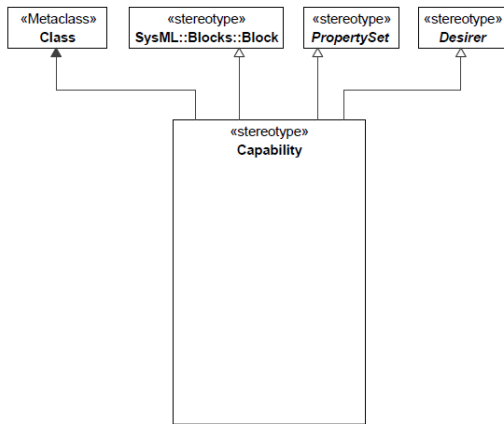 «Metaclass»
Class
«stereotype»
SysML::Blocks::Block
«stereotype»
PropertySet
«stereotype»
Desirer
«stereotype»
Capability